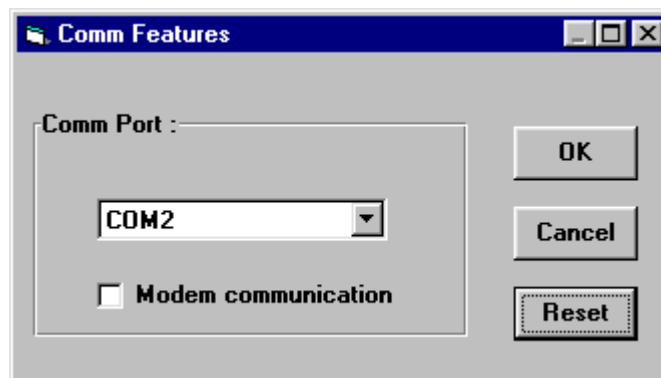 Comm Features
Comm Port :
COM2
Modem communication
OK
Cancel
Reset